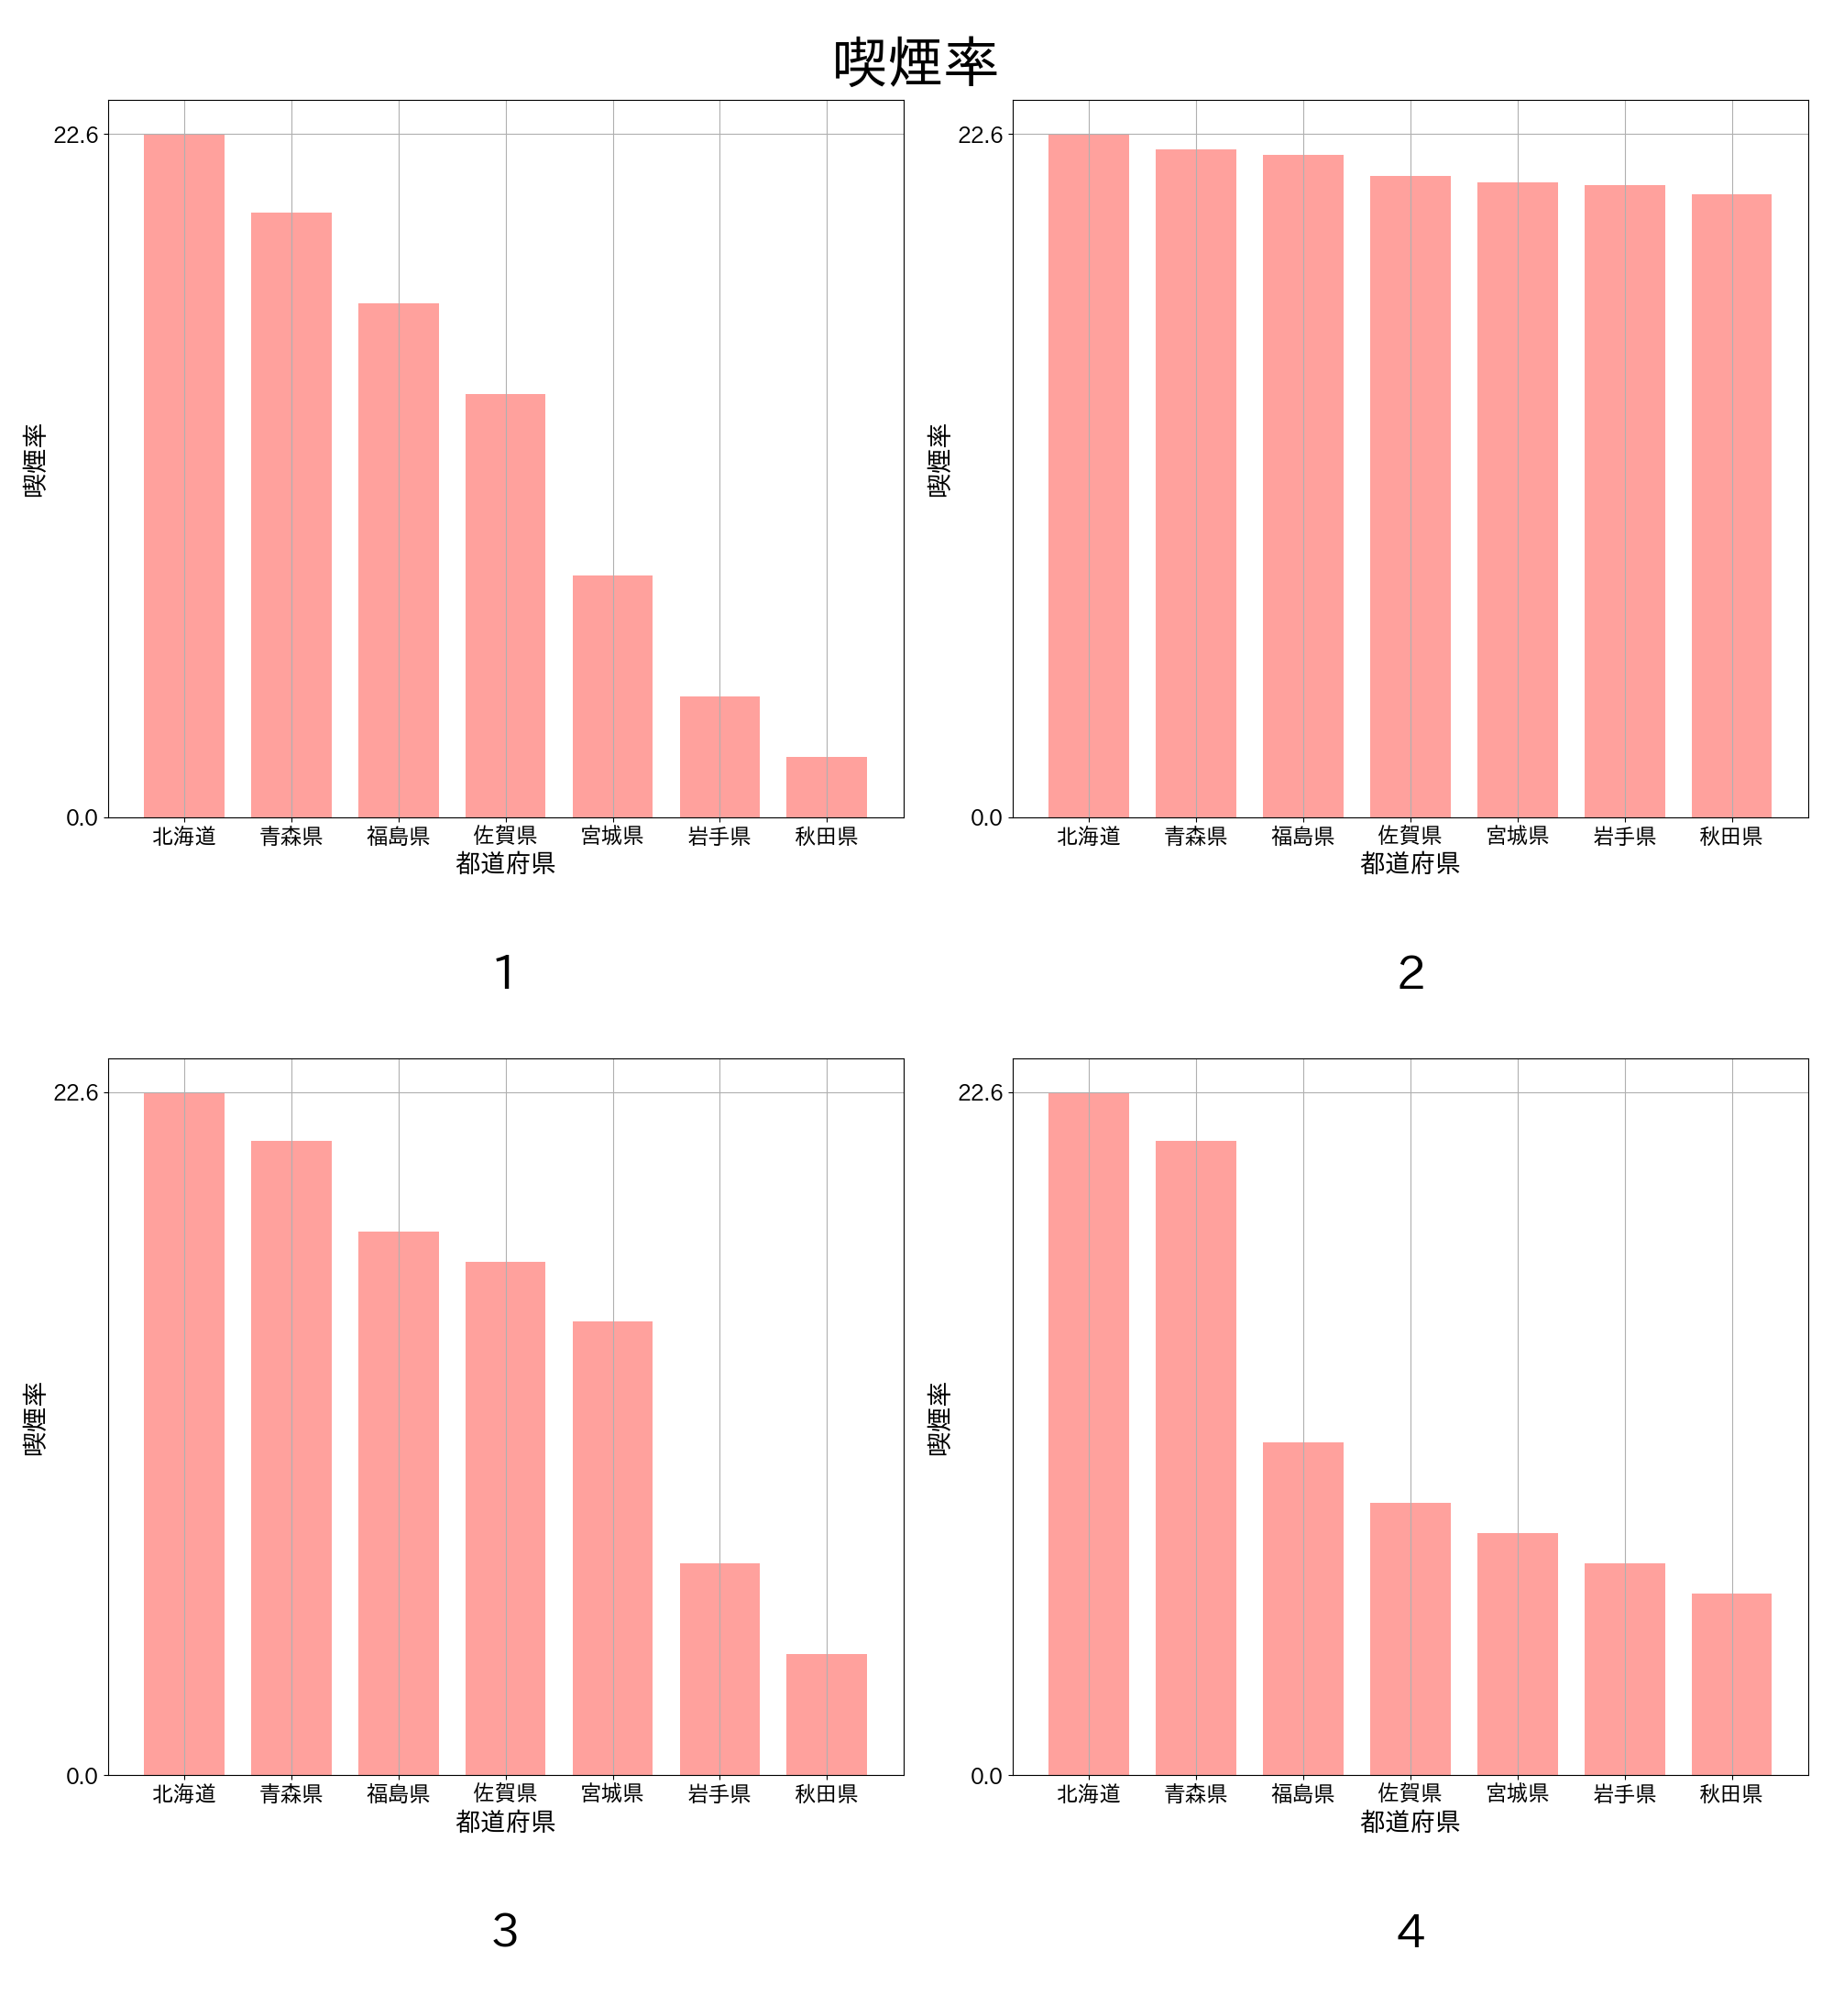 喫煙率
22.6
0.0
喫煙率
北海道 青森県 福島県 佐賀県 宮城県 岩手県 秋田県
都道府県
1
22.6
0.0
喫煙率
北海道 青森県 福島県 佐賀県 宮城県 岩手県 秋田県
都道府県
2
22.6
0.0
喫煙率
北海道 青森県 福島県 佐賀県 宮城県 岩手県 秋田県
都道府県
3
22.6
0.0
喫煙率
北海道 青森県 福島県 佐賀県 宮城県 岩手県 秋田県
都道府県
4